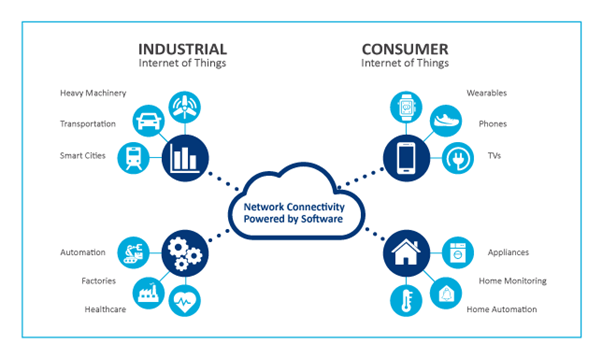 INDUSTRIAL
Internet of Things
CONSUMER
Internet of Things
Heavy Machinery
Transportation
Smart Cities
Wearables
Phones
TVs
Network Connectivity
Powered by Software
Automation
Factories
Healthcare
Appliances
Home Monitoring
Home Automation